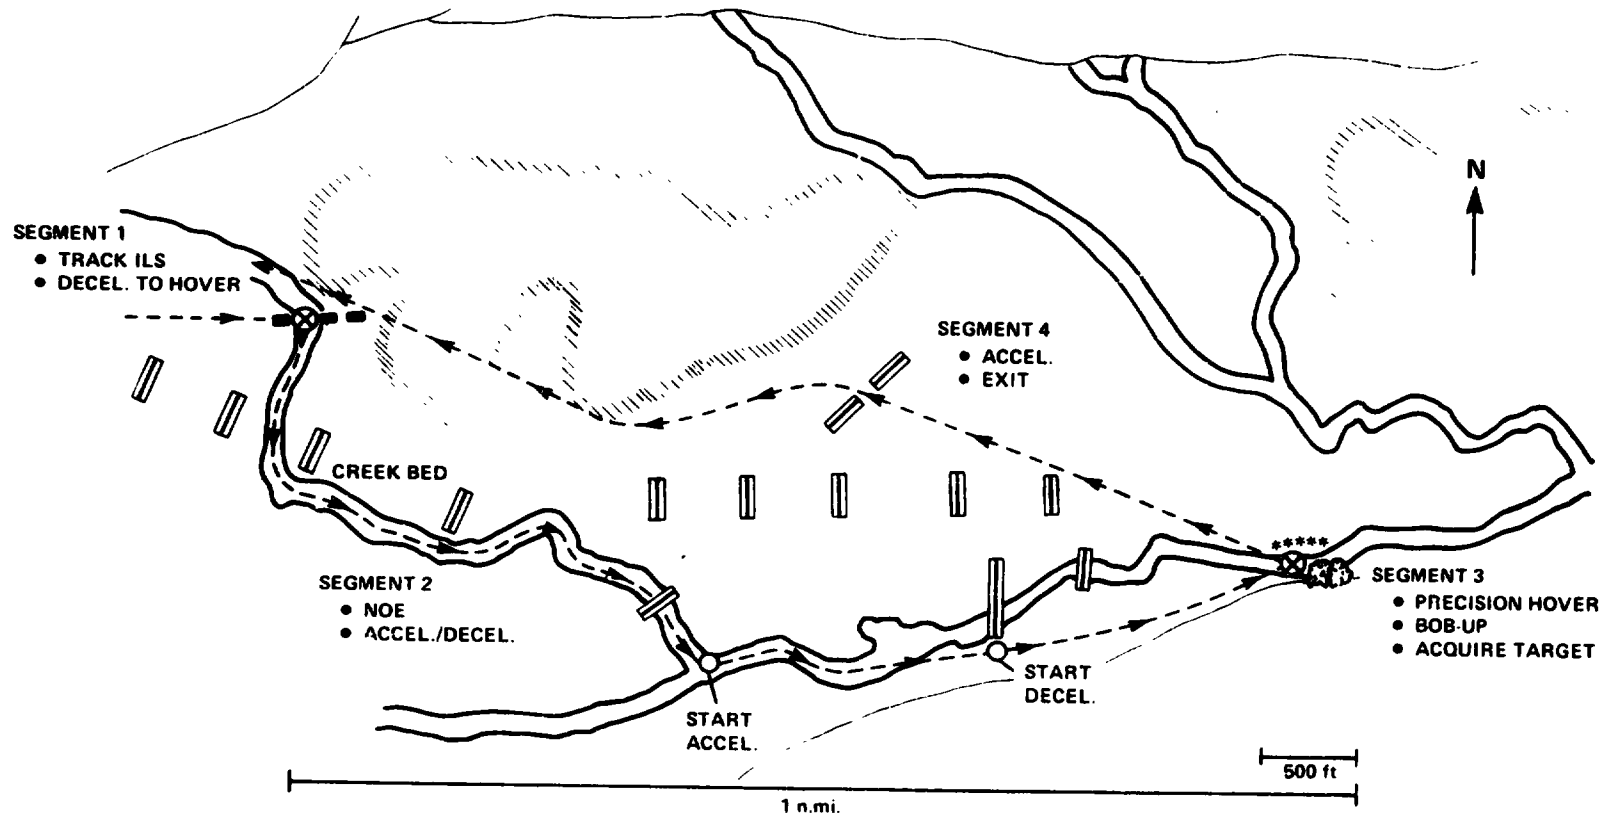 N
SEGMENT 1
● TRACK ILS
● DECEL. TO HOVER
SEGMENT 4
● ACCEL.
● EXIT
CREEK BED
SEGMENT 2
● NOE
● ACCEL./DECEL.
*****
SEGMENT 3
● PRECISION HOVER
● BOB-UP
● ACQUIRE TARGET
START
DECEL.
START
ACCEL.
500 ft
1 n.mi.